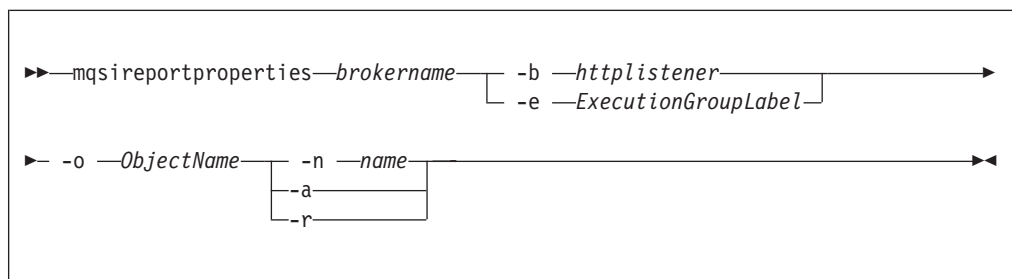 mqsireportproperties brokername -b httplistener
-e ExecutionGroupLabel
-o ObjectName -n name
-a
-r